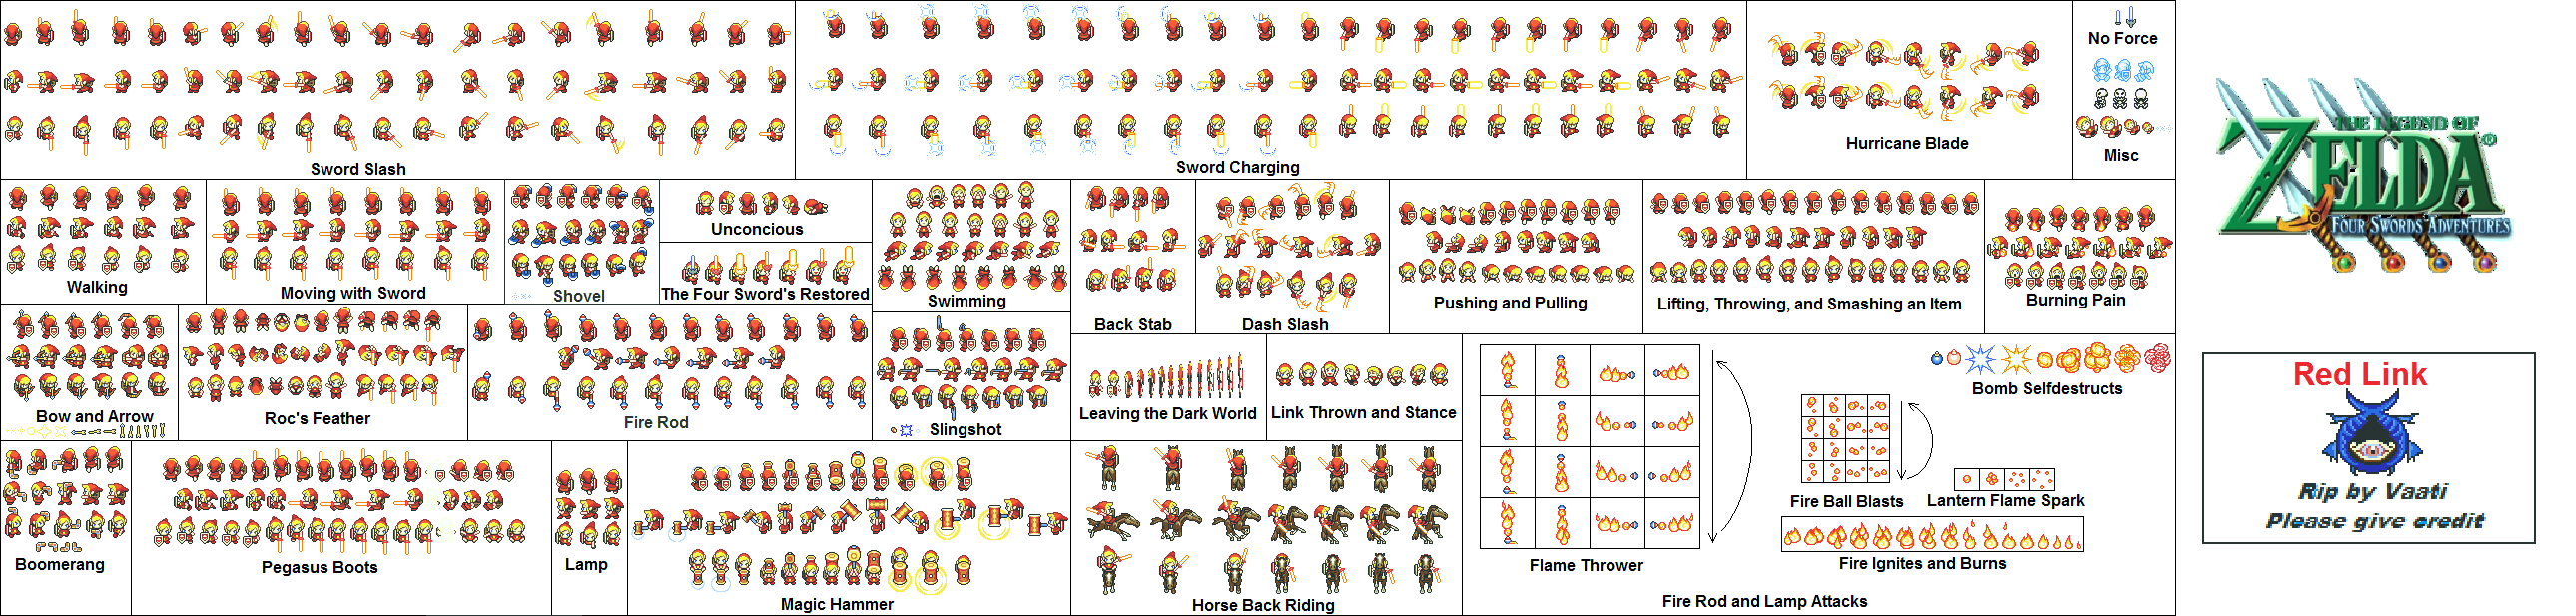 Sword Slash
Sword Charging
Hurricane Blade
No Force
Misc
Walking
Moving with Sword
Shovel
Unconcious
The Four Sword's Restored
Swimming
Back Stab
Dash Slash
Pushing and Pulling
Lifting, Throwing, and Smashing an Item
Burning Pain
Bow and Arrow
Roc's Feather
Fire Rod
Slingshot
Leaving the Dark World
Link Thrown and Stance
Bomb Selfdestructs
Fire Ball Blasts
Lantern Flame Spark
Flame Thrower
Fire Ignites and Burns
Fire Rod and Lamp Attacks
Boomerang
Pegasus Boots
Lamp
Magic Hammer
Horse Back Riding
THE LEGEND OF
ZELDA®
FOUR SWORDS ADVENTURES
Red Link
Rip by Vaati
Please give credit